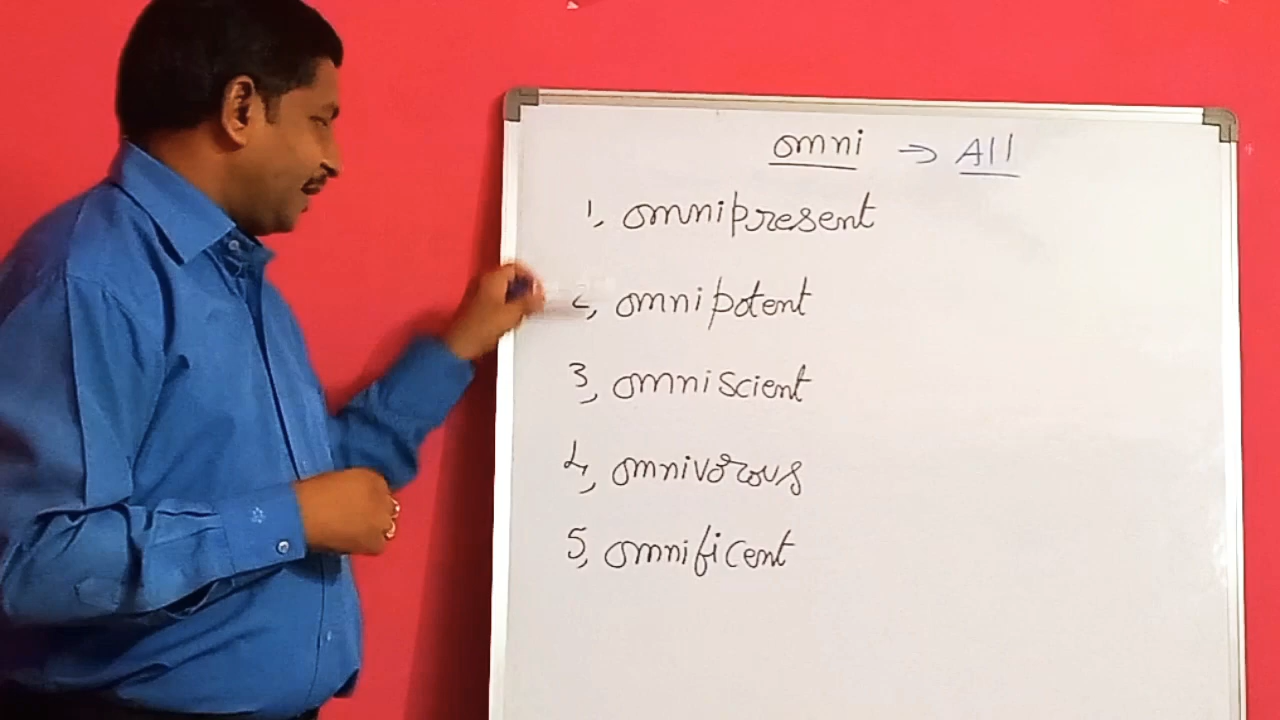 omni → All
1, omnipresent
2, omnipotent
3, omniscient
4, omnivorous
5, omnificent